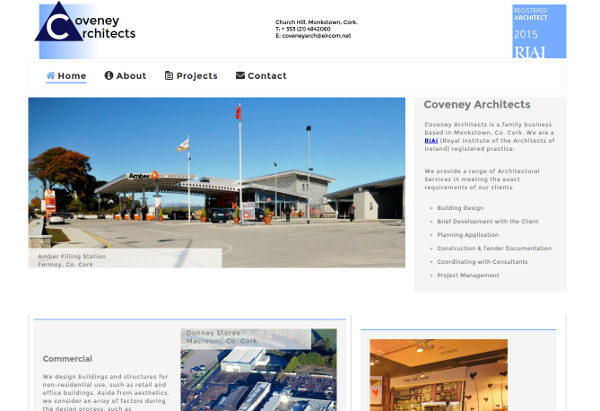 Coveney
Architects
Church Hill, Monkstown, Cork.
T: + 353 (21) 4842060
E: coveneyarch@eircom.net
REGISTERED
ARCHITECT
2015
RIAI
Home
About
Projects
Contact
Amber
Amber Filling Station
Fermoy, Co. Cork
Coveney Architects
Coveney Architects is a family business
based in Monkstown, Co. Cork. We are a
RIAI (Royal Institute of the Architects of
Ireland) registered practice.
We provide a range of Architectural
Services in meeting the exact
requirements of our clients.
Building Design
Brief Development with the Client
Planning Application
Construction & Tender Documentation
Coordinating with Consultants
Project Management
Commercial
We design buildings and structures for
non-residential use, such as retail and
office buildings. Aside from aesthetics,
we consider an array of factors during
the design process, such as
Dunnes Stores
Macroom, Co. Cork